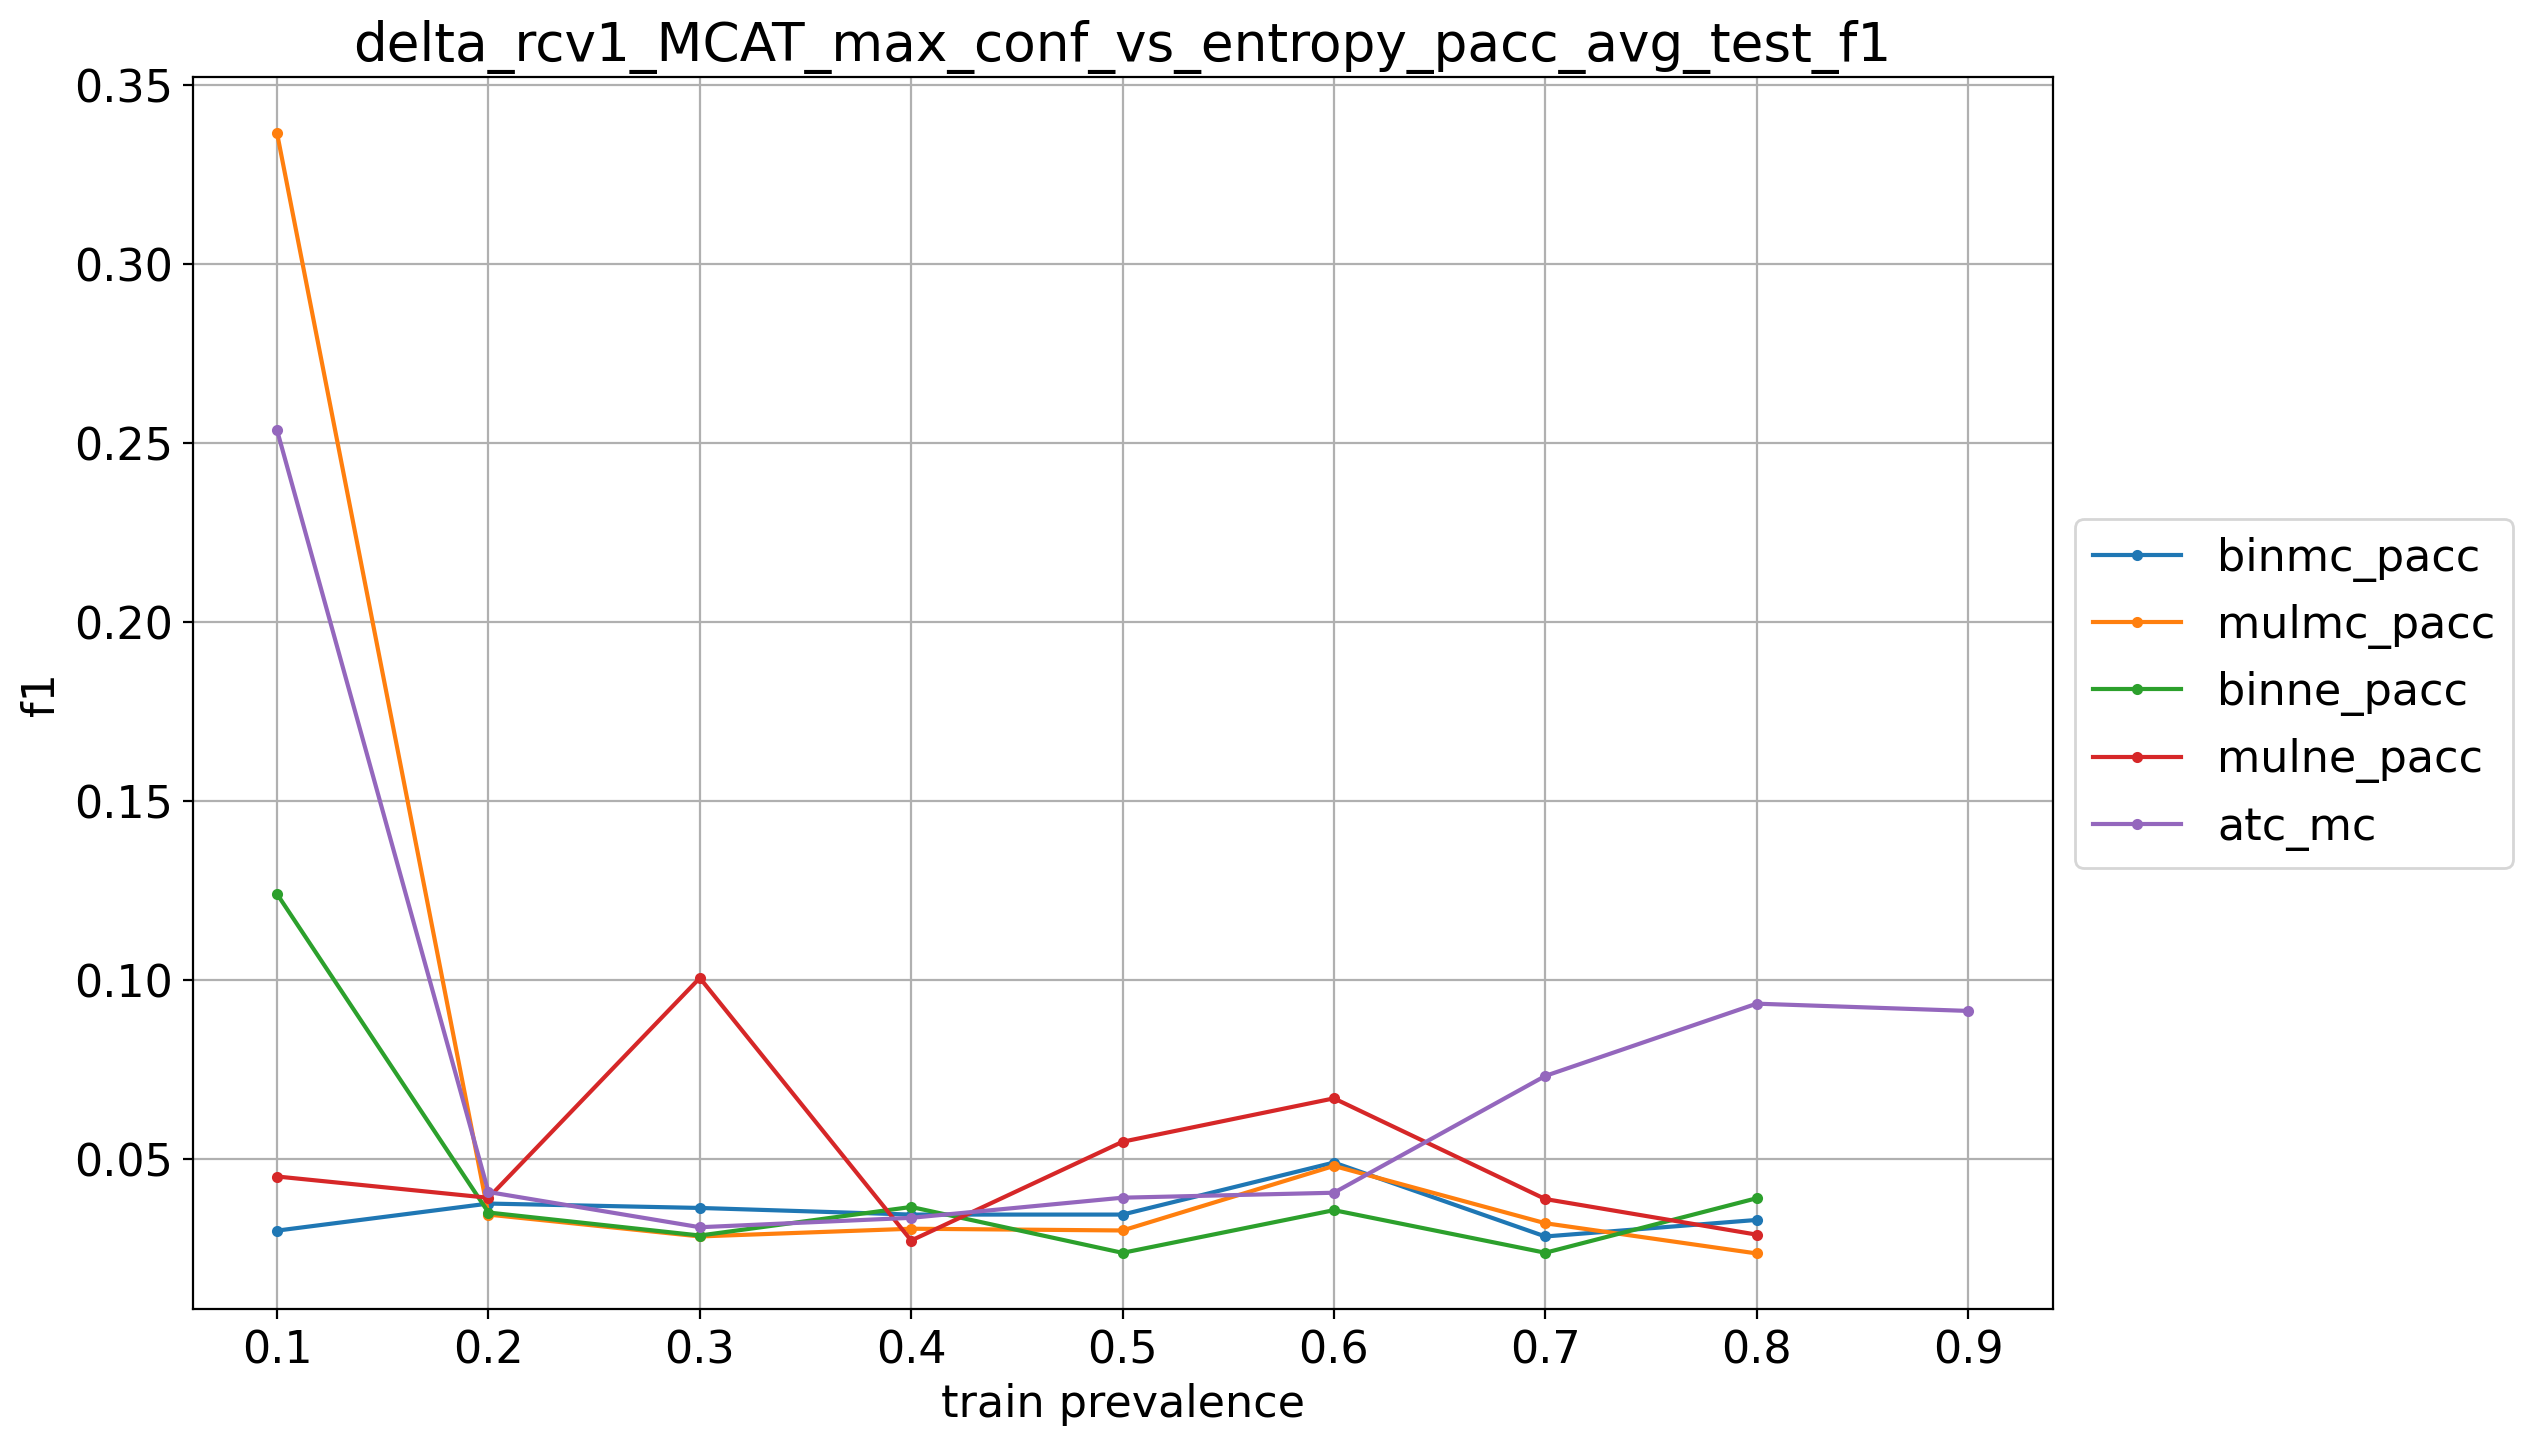 delta_rcv1_MCAT_max_conf_vs_entropy_pacc_avg_test_f1
0.35
0.30
0.25
0.20
0.15
0.10
0.05
f1
0.1 0.2 0.3 0.4 0.5 0.6 0.7 0.8 0.9
train prevalence
binmc_pacc
mulmc_pacc
binne_pacc
mulne_pacc
atc_mc